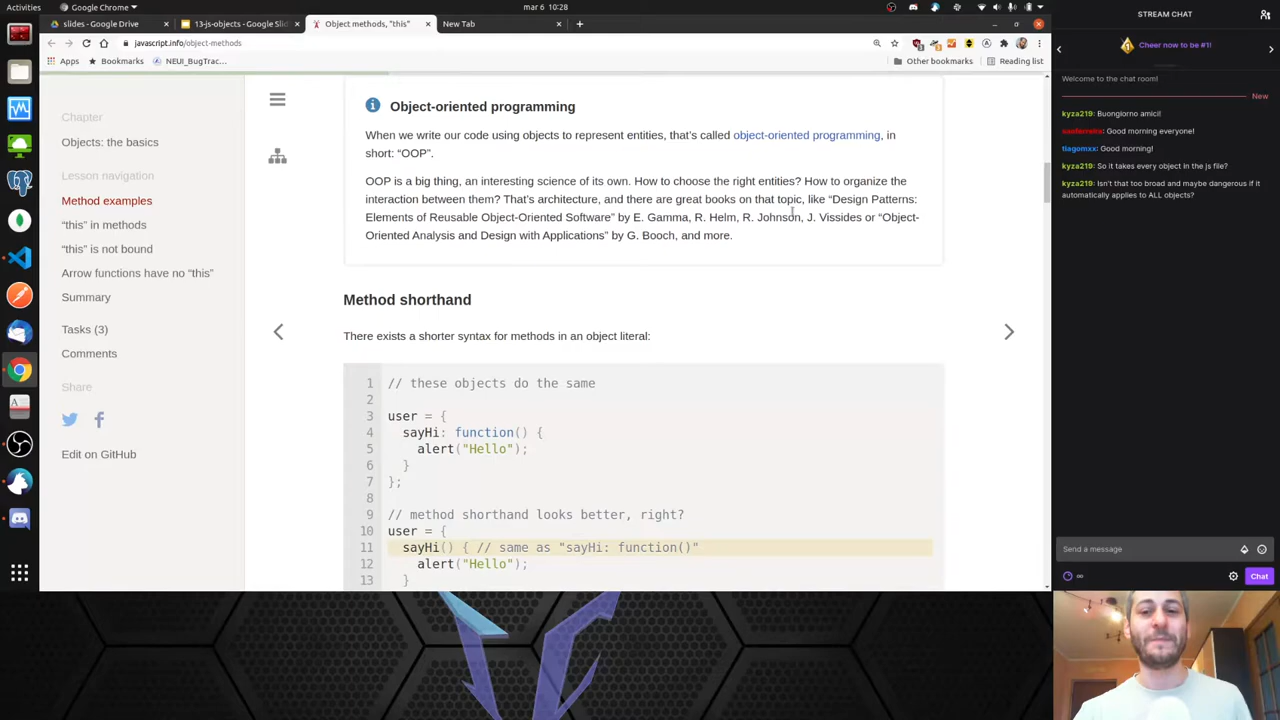 Activities
Google Chrome
mar 6 10:28
slides - Google Drive
13-js-objects - Google Slid
Object methods, "this"
New Tab
javascript.info/object-methods
Apps
Bookmarks
NEUI_BugTrac...
Other bookmarks
Reading list
Chapter
Objects: the basics
Lesson navigation
Method examples
“this” in methods
“this” is not bound
Arrow functions have no “this”
Summary
Tasks (3)
Comments
Share
Edit on GitHub
Object-oriented programming
When we write our code using objects to represent entities, that’s called object-oriented programming, in
short: “OOP”.
OOP is a big thing, an interesting science of its own. How to choose the right entities? How to organize the
interaction between them? That’s architecture, and there are great books on that topic, like “Design Patterns:
Elements of Reusable Object-Oriented Software” by E. Gamma, R. Helm, R. Johnson, J. Vissides or “Object-
Oriented Analysis and Design with Applications” by G. Booch, and more.
Method shorthand
There exists a shorter syntax for methods in an object literal:
1 // these objects do the same
2
3 user = {
4 sayHi: function() {
5 alert("Hello");
6 }
7 };
8
9 // method shorthand looks better, right?
10 user = {
11 sayHi() { // same as "sayHi: function()"
12 alert("Hello");
13 }
STREAM CHAT
Cheer now to be #1!
Welcome to the chat room!
New
kyza219: Buongiorno amici!
Good morning everyone!
tiagomxx: Good morning!
kyza219: So it takes every object in the js file?
kyza219: Isn't that too broad and maybe dangerous if it
automatically applies to ALL objects?
Send a message
Chat